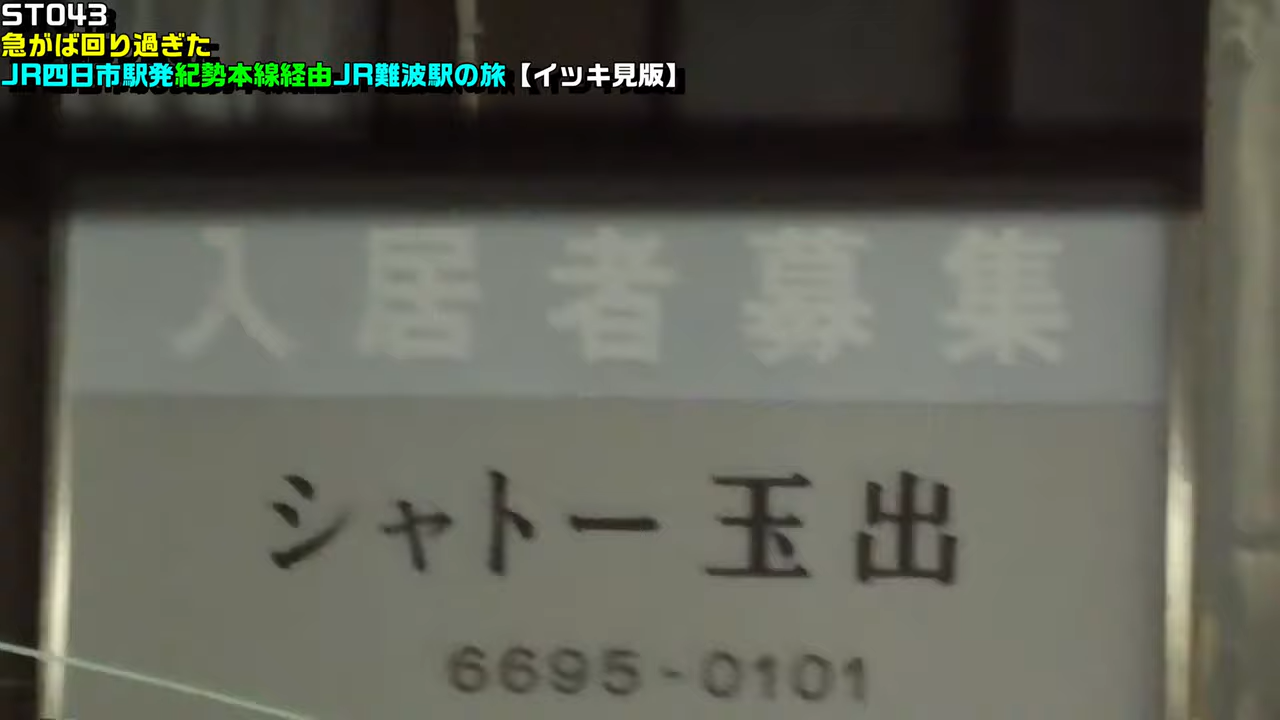 ST043
急がば回り過ぎた
JR四日市駅発紀勢本線経由JR難波駅の旅【イツキ見版】
入居者募集
シャトー玉出
6695-0101